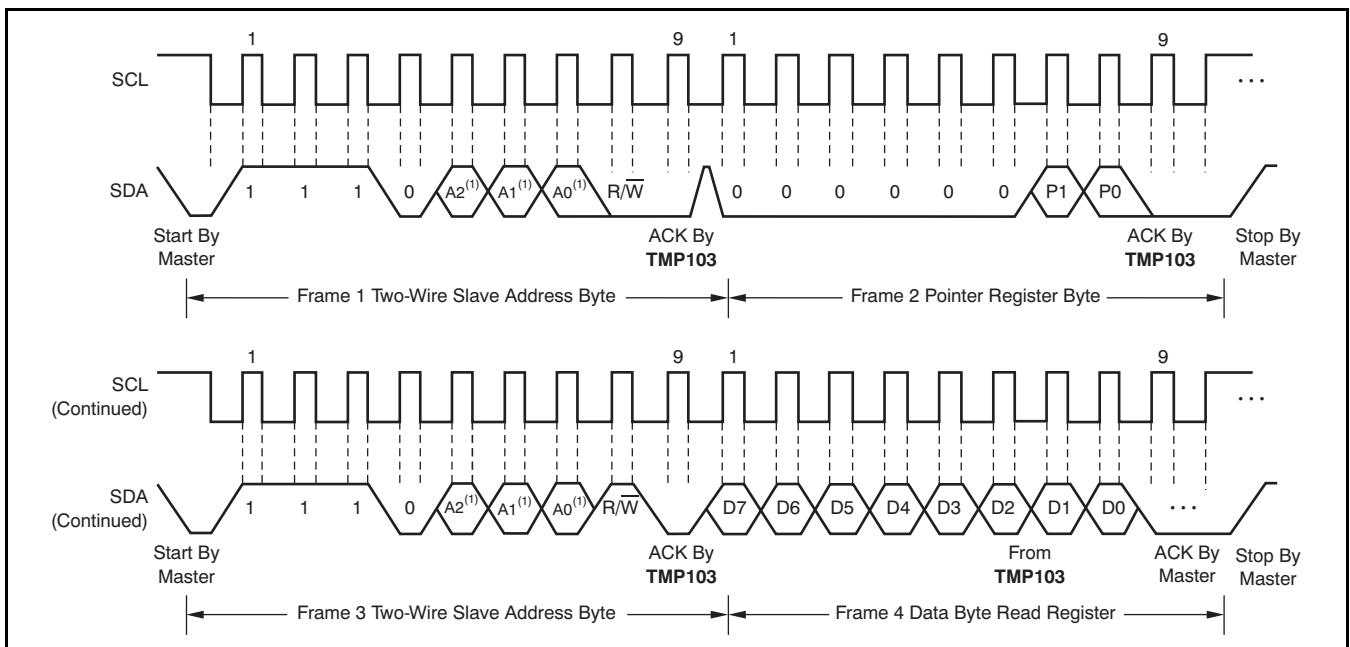 1 9 1 9
SCL ...
SDA 1 1 1 0 A2(1) A1(1) A0(1) R/W 0 0 0 0 0 0 P1 P0
Start By Master ACK By TMP103 ACK By TMP103 Stop By Master
Frame 1 Two-Wire Slave Address Byte Frame 2 Pointer Register Byte
1 9 1 9
SCL (Continued) ...
SDA (Continued) 1 1 1 0 A2(1) A1(1) A0(1) R/W D7 D6 D5 D4 D3 D2 D1 D0 ...
Start By Master ACK By TMP103 From TMP103 ACK By Master Stop By Master
Frame 3 Two-Wire Slave Address Byte Frame 4 Data Byte Read Register